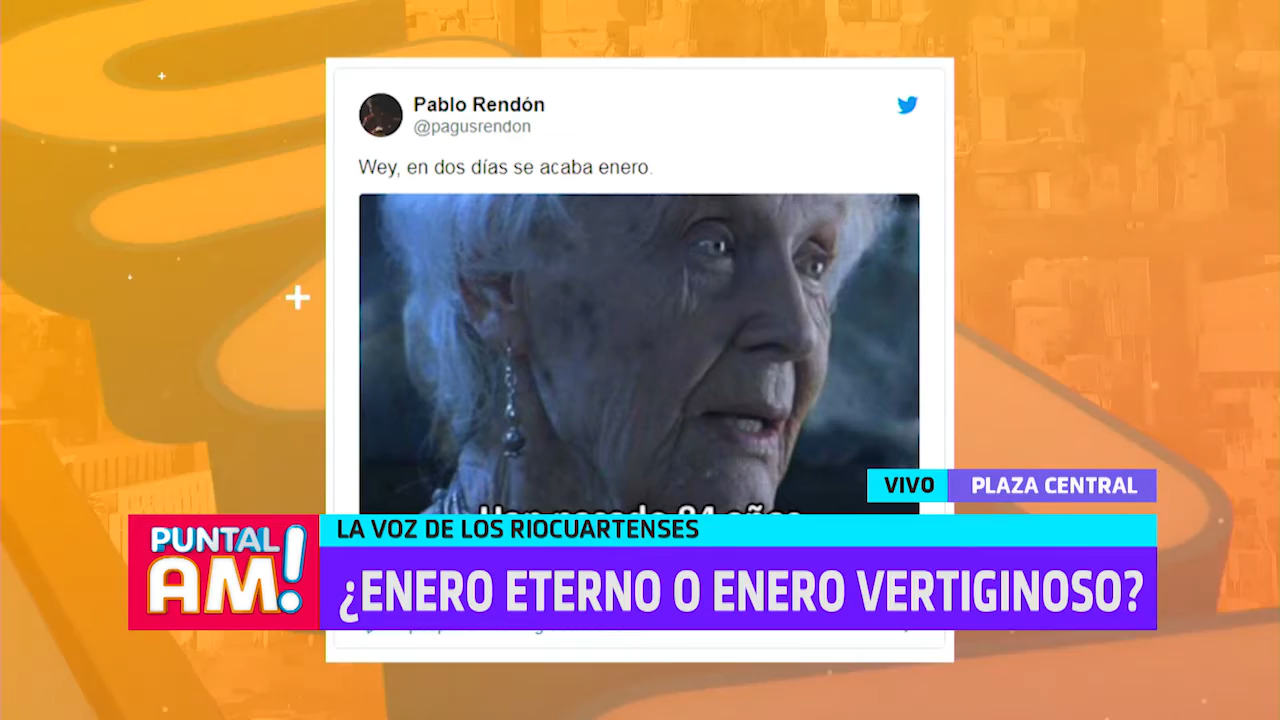 Pablo Rendón
@pagusrendon
Wey, en dos días se acaba enero.
VIVO
PLAZA CENTRAL
PUNTAL
AM!
LA VOZ DE LOS RIOCUARTENSES
¿ENERO ETERNO O ENERO VERTIGINOSO?